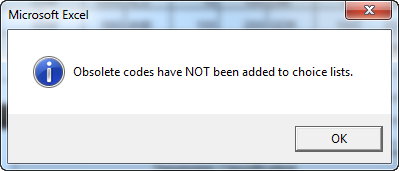 Microsoft Excel
Obsolete codes have NOT been added to choice lists.
OK